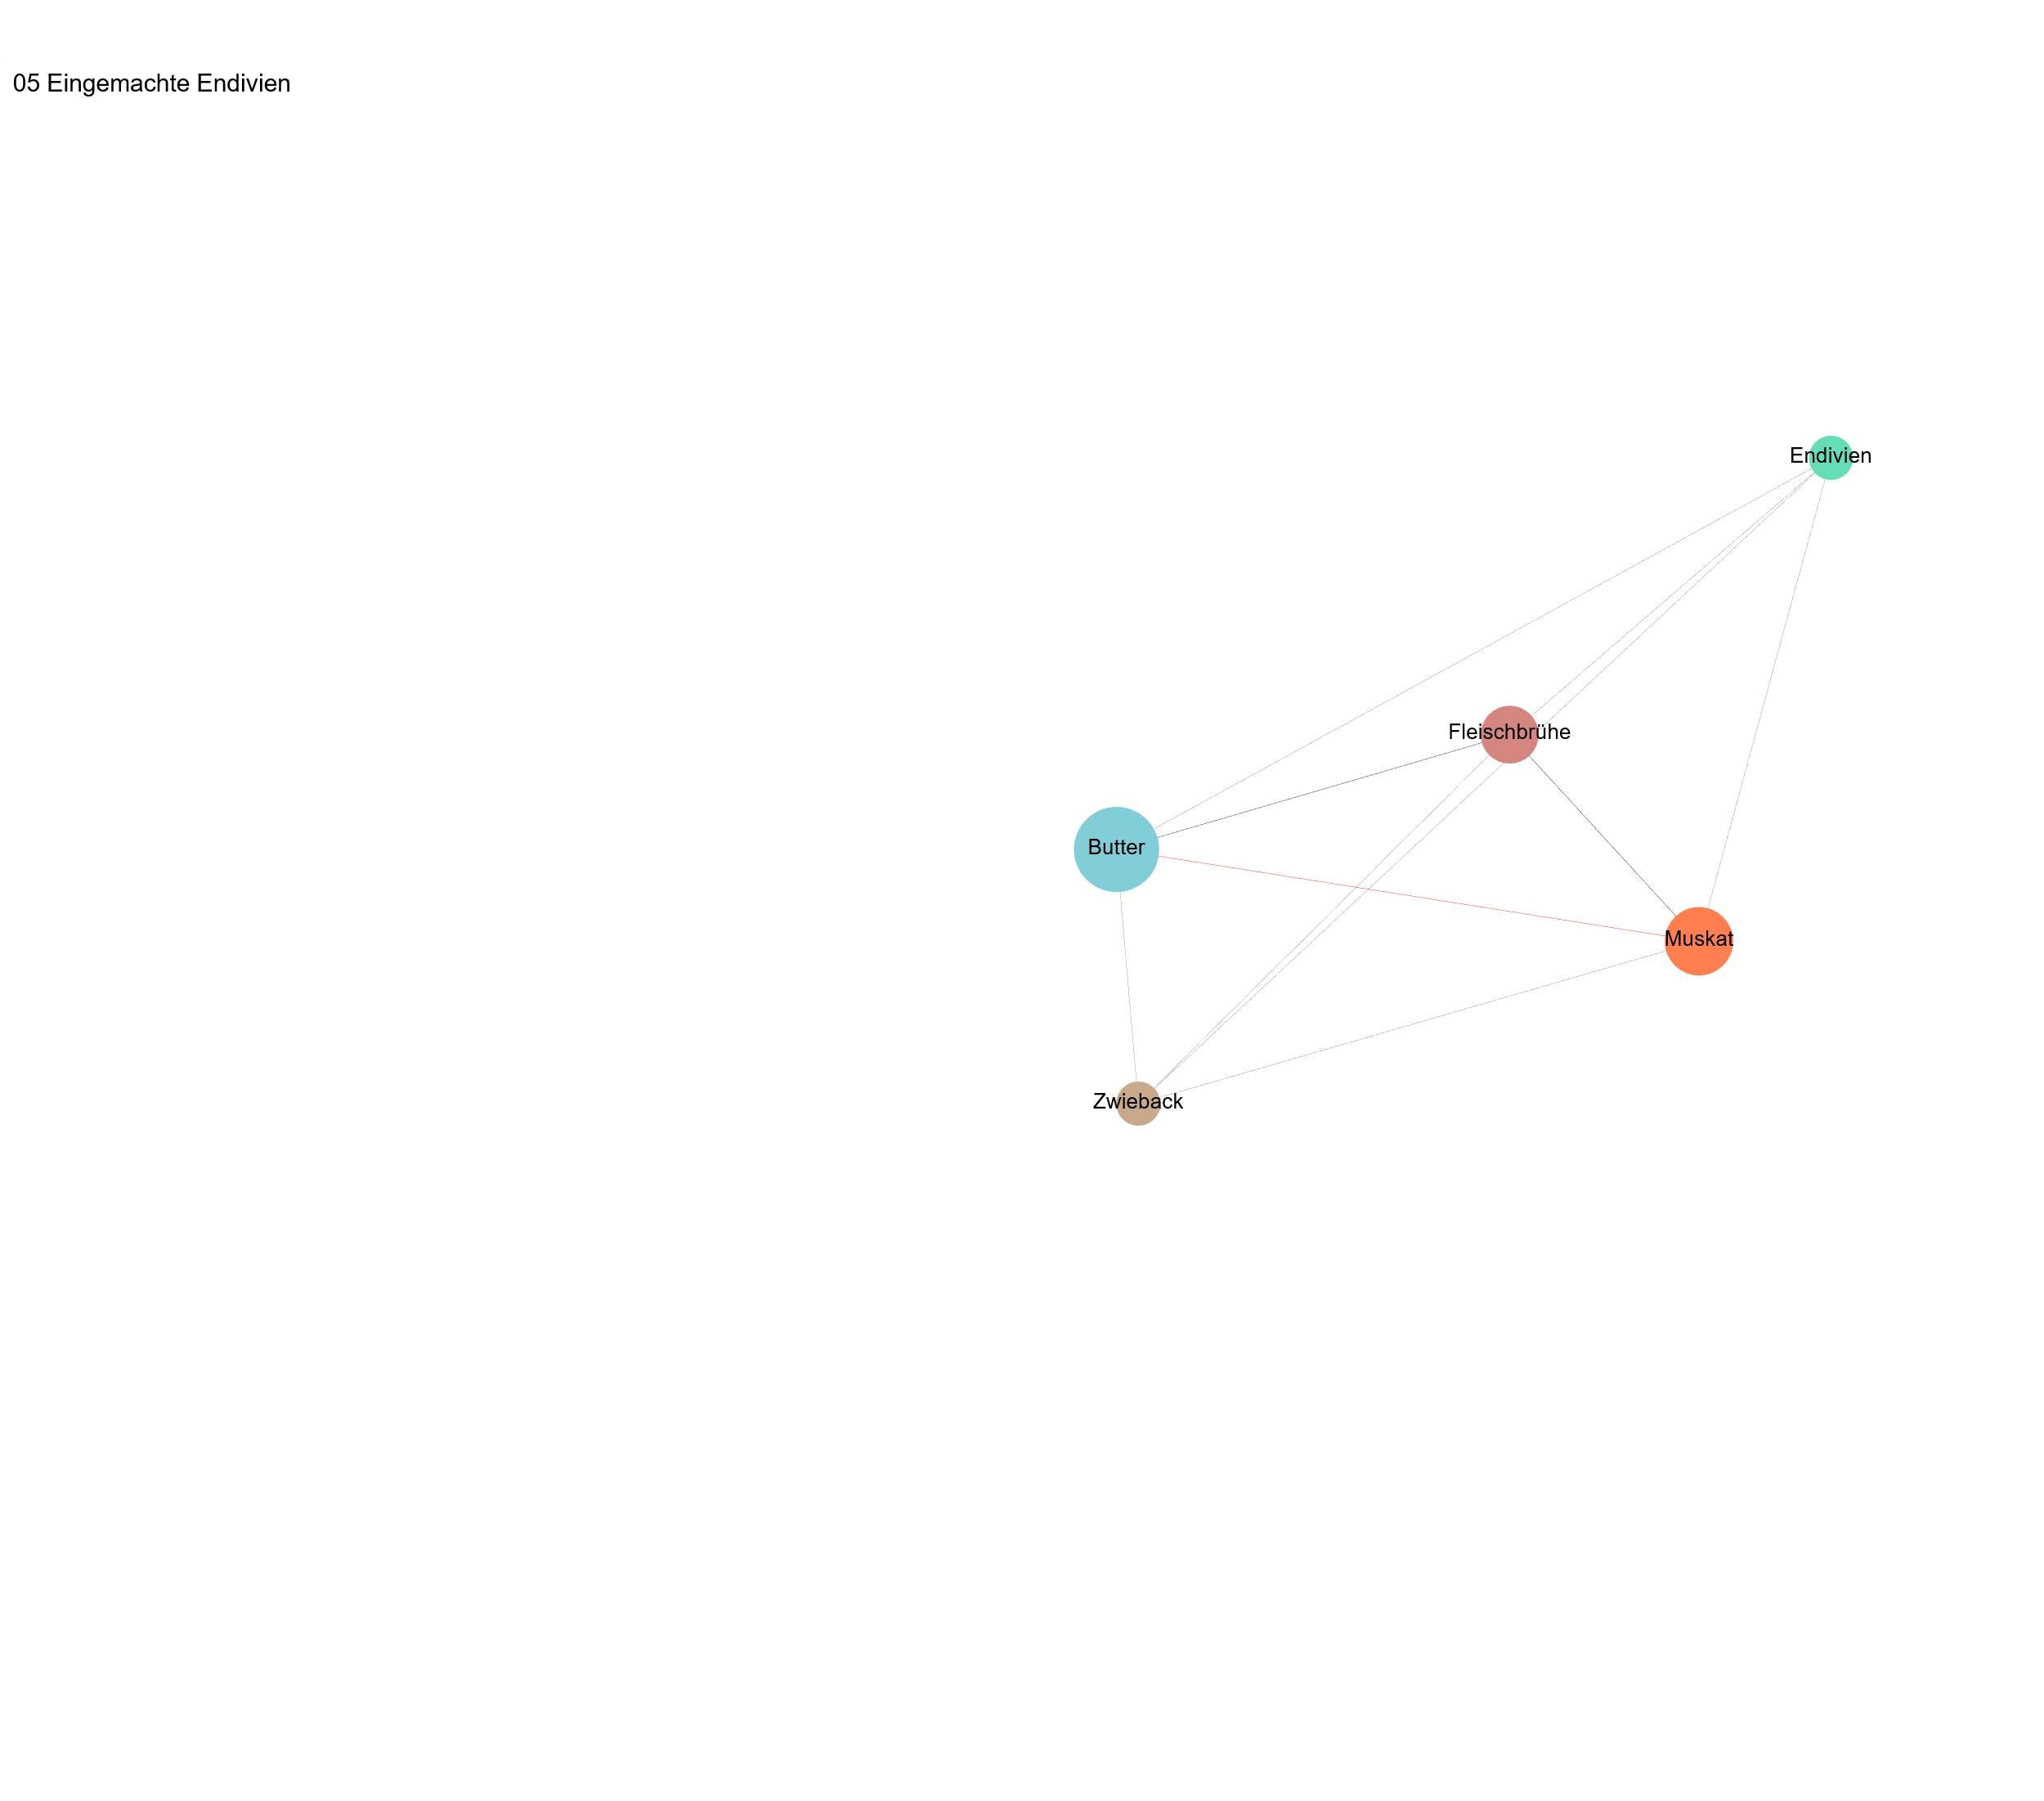 05 Eingemachte Endivien
Endivien
Fleischbrühe
Butter
Muskat
Zwieback